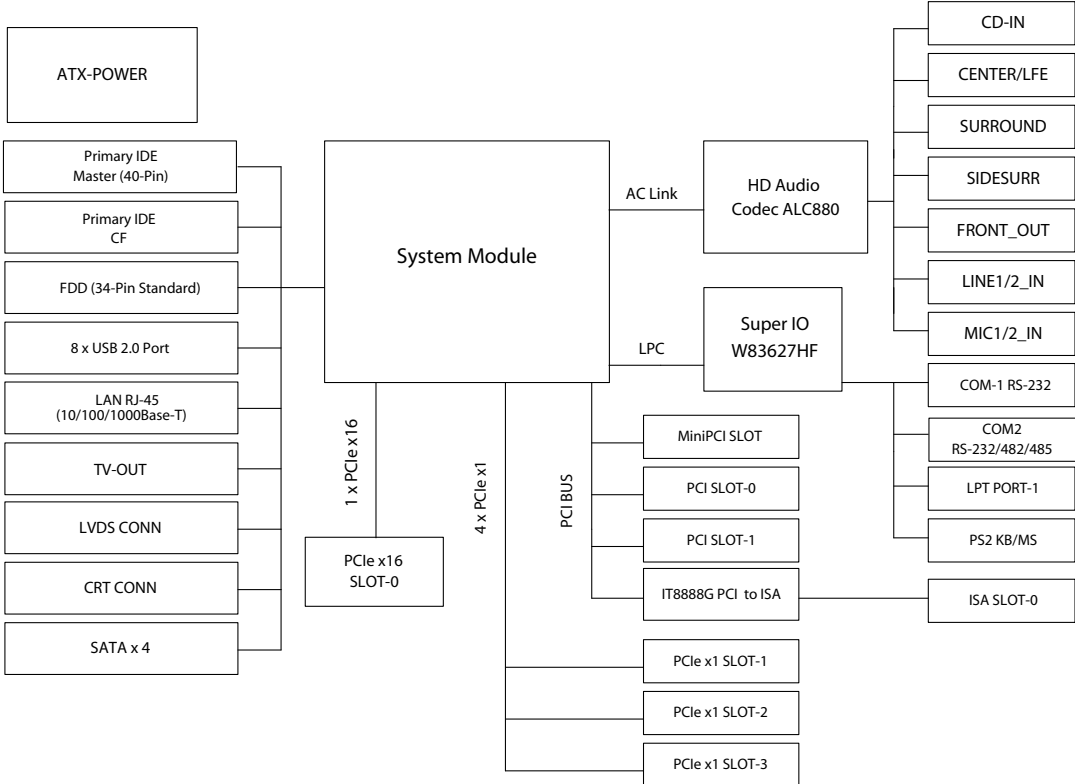 ATX-POWER
Primary IDE
Master (40-Pin)
Primary IDE
CF
FDD (34-Pin Standard)
8 x USB 2.0 Port
LAN RJ-45
(10/100/1000Base-T)
TV-OUT
LVDS CONN
CRT CONN
SATA x 4
System Module
1 x PCIe x16
PCIe x16
SLOT-0
4 x PCIe x1
PCI BUS
AC Link
HD Audio
Codec ALC880
LPC
Super IO
W83627HF
MiniPCI SLOT
PCI SLOT-0
PCI SLOT-1
IT8888G PCI to ISA
PCIe x1 SLOT-1
PCIe x1 SLOT-2
PCIe x1 SLOT-3
CD-IN
CENTER/LFE
SURROUND
SIDESURR
FRONT_OUT
LINE1/2_IN
MIC1/2_IN
COM-1 RS-232
COM2
RS-232/482/485
LPT PORT-1
PS2 KB/MS
ISA SLOT-0